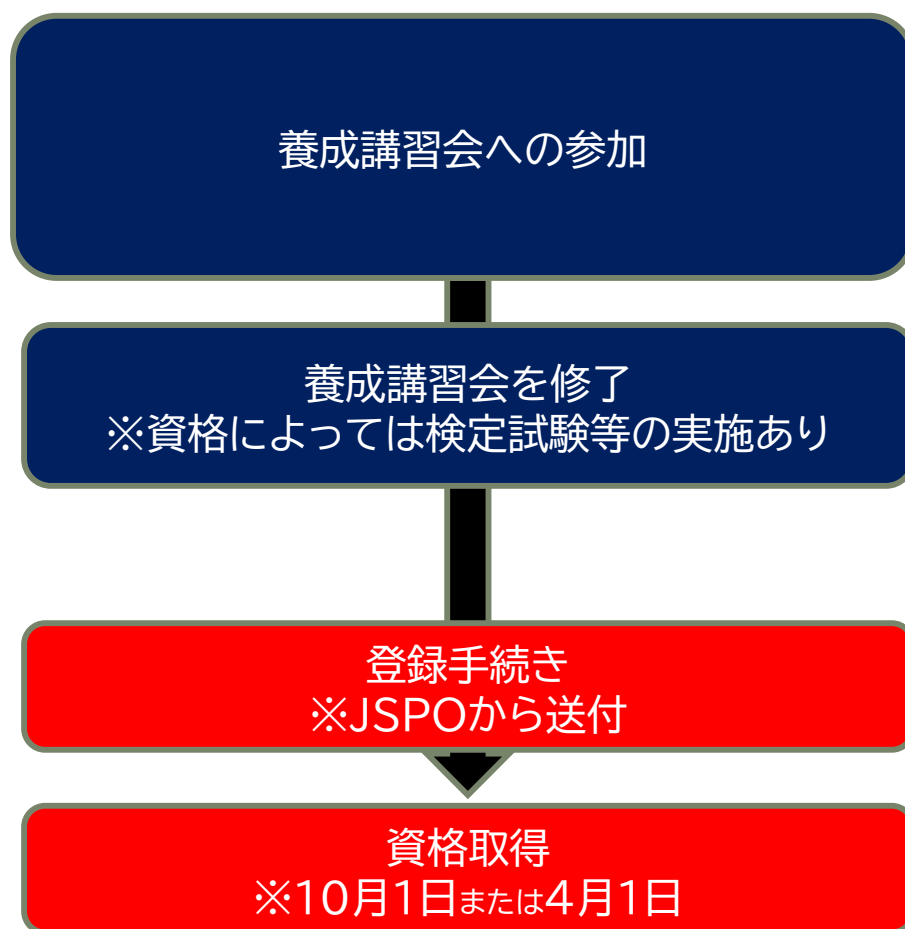 養成講習会への参加
養成講習会を修了
※資格によっては検定試験等の実施あり
登録手続き
※JSPOから送付
資格取得
※10月1日または4月1日